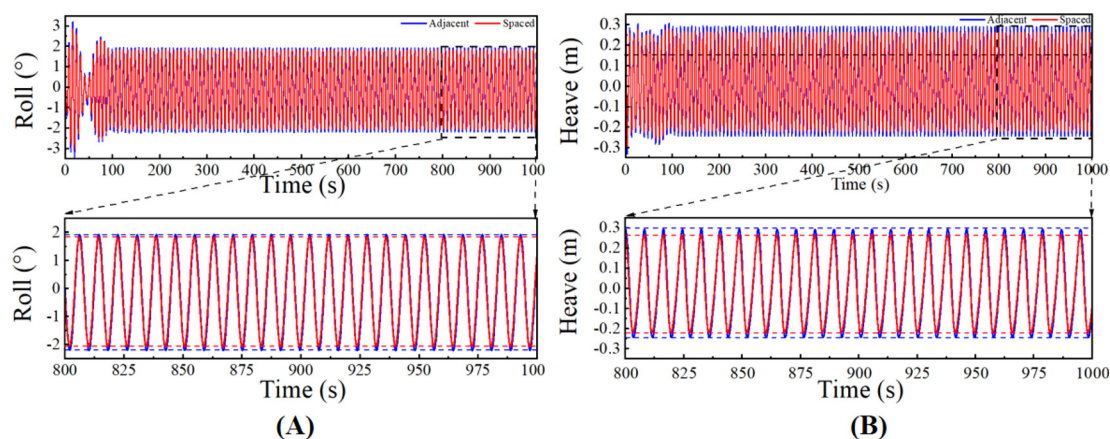 Adjacent Spaced
Roll (°)
3
2
1
0
-1
-2
-3
0 100 200 300 400 500 600 700 800 900 100
Time (s)
Roll (°)
2
1
0
-1
-2
800 825 850 875 900 925 950 975 100
Time (s)
(A)
Adjacent Spaced
Heave (m)
0.3
0.2
0.1
0.0
-0.1
-0.2
-0.3
0 100 200 300 400 500 600 700 800 900 1000
Time (s)
Heave (m)
0.3
0.2
0.1
0.0
-0.1
-0.2
-0.3
800 825 850 875 900 925 950 975 1000
Time (s)
(B)